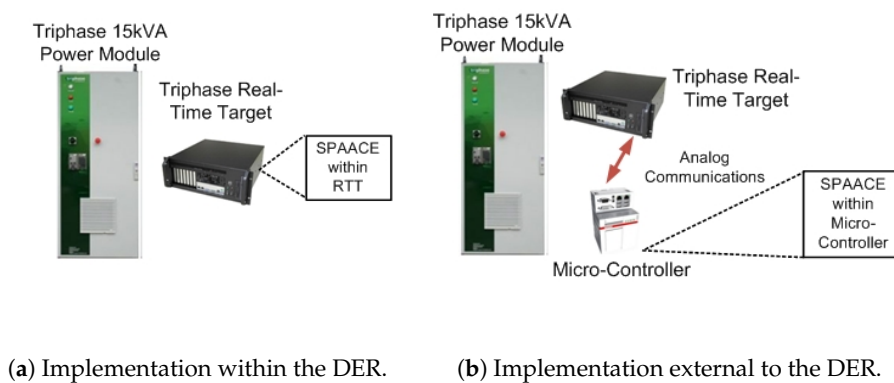 Triphase 15kVA
Power Module
Triphase Real-
Time Target
SPAACE
within
RTT
Triphase 15kVA
Power Module
Triphase Real-
Time Target
Analog
Communications
SPAACE
within
Micro-
Controller
Micro-Controller
(a) Implementation within the DER.
(b) Implementation external to the DER.